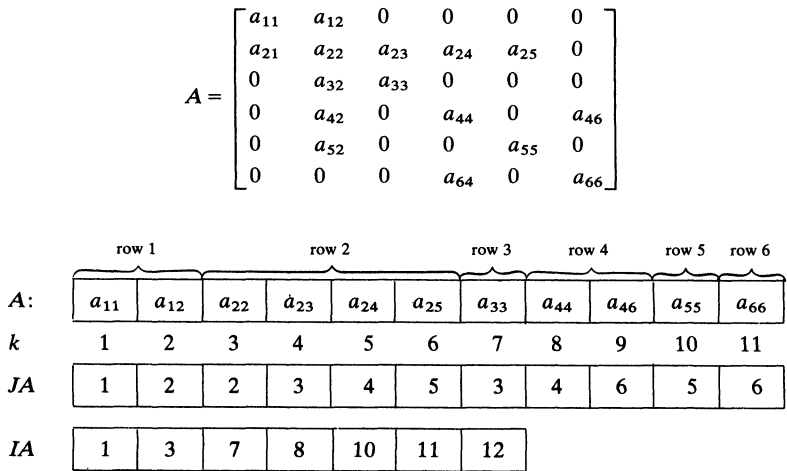 a₁₁ a₁₂ 0 0 0 0
a₂₁ a₂₂ a₂₃ a₂₄ a₂₅ 0
0 a₃₂ a₃₃ 0 0 0
A = 0 a₄₂ 0 a₄₄ 0 a₄₆
0 a₅₂ 0 0 a₅₅ 0
0 0 0 a₆₄ 0 a₆₆
row 1 row 2 row 3 row 4 row 5 row 6
A: a₁₁ a₁₂ a₂₂ a₂₃ a₂₄ a₂₅ a₃₃ a₄₄ a₄₆ a₅₅ a₆₆
k 1 2 3 4 5 6 7 8 9 10 11
JA 1 2 2 3 4 5 3 4 6 5 6
IA 1 3 7 8 10 11 12